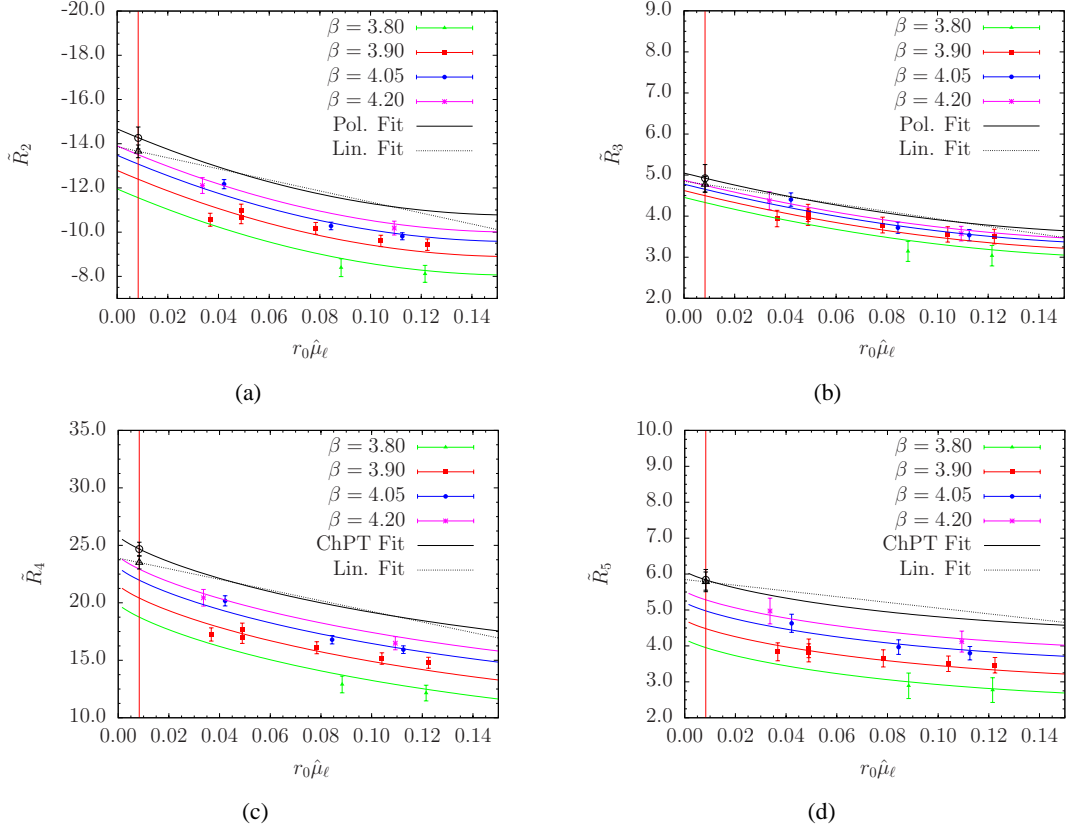 -20.0
-18.0
-16.0
-14.0
-12.0
-10.0
-8.0
R̃₂
0.00 0.02 0.04 0.06 0.08 0.10 0.12 0.14
r₀μ̂ℓ
β = 3.80
β = 3.90
β = 4.05
β = 4.20
Pol. Fit
Lin. Fit
(a)
9.0
8.0
7.0
6.0
5.0
4.0
3.0
2.0
R̃₃
0.00 0.02 0.04 0.06 0.08 0.10 0.12 0.14
r₀μ̂ℓ
β = 3.80
β = 3.90
β = 4.05
β = 4.20
Pol. Fit
Lin. Fit
(b)
35.0
30.0
25.0
20.0
15.0
10.0
R̃₄
0.00 0.02 0.04 0.06 0.08 0.10 0.12 0.14
r₀μ̂ℓ
β = 3.80
β = 3.90
β = 4.05
β = 4.20
ChPT Fit
Lin. Fit
(c)
10.0
9.0
8.0
7.0
6.0
5.0
4.0
3.0
2.0
R̃₅
0.00 0.02 0.04 0.06 0.08 0.10 0.12 0.14
r₀μ̂ℓ
β = 3.80
β = 3.90
β = 4.05
β = 4.20
ChPT Fit
Lin. Fit
(d)